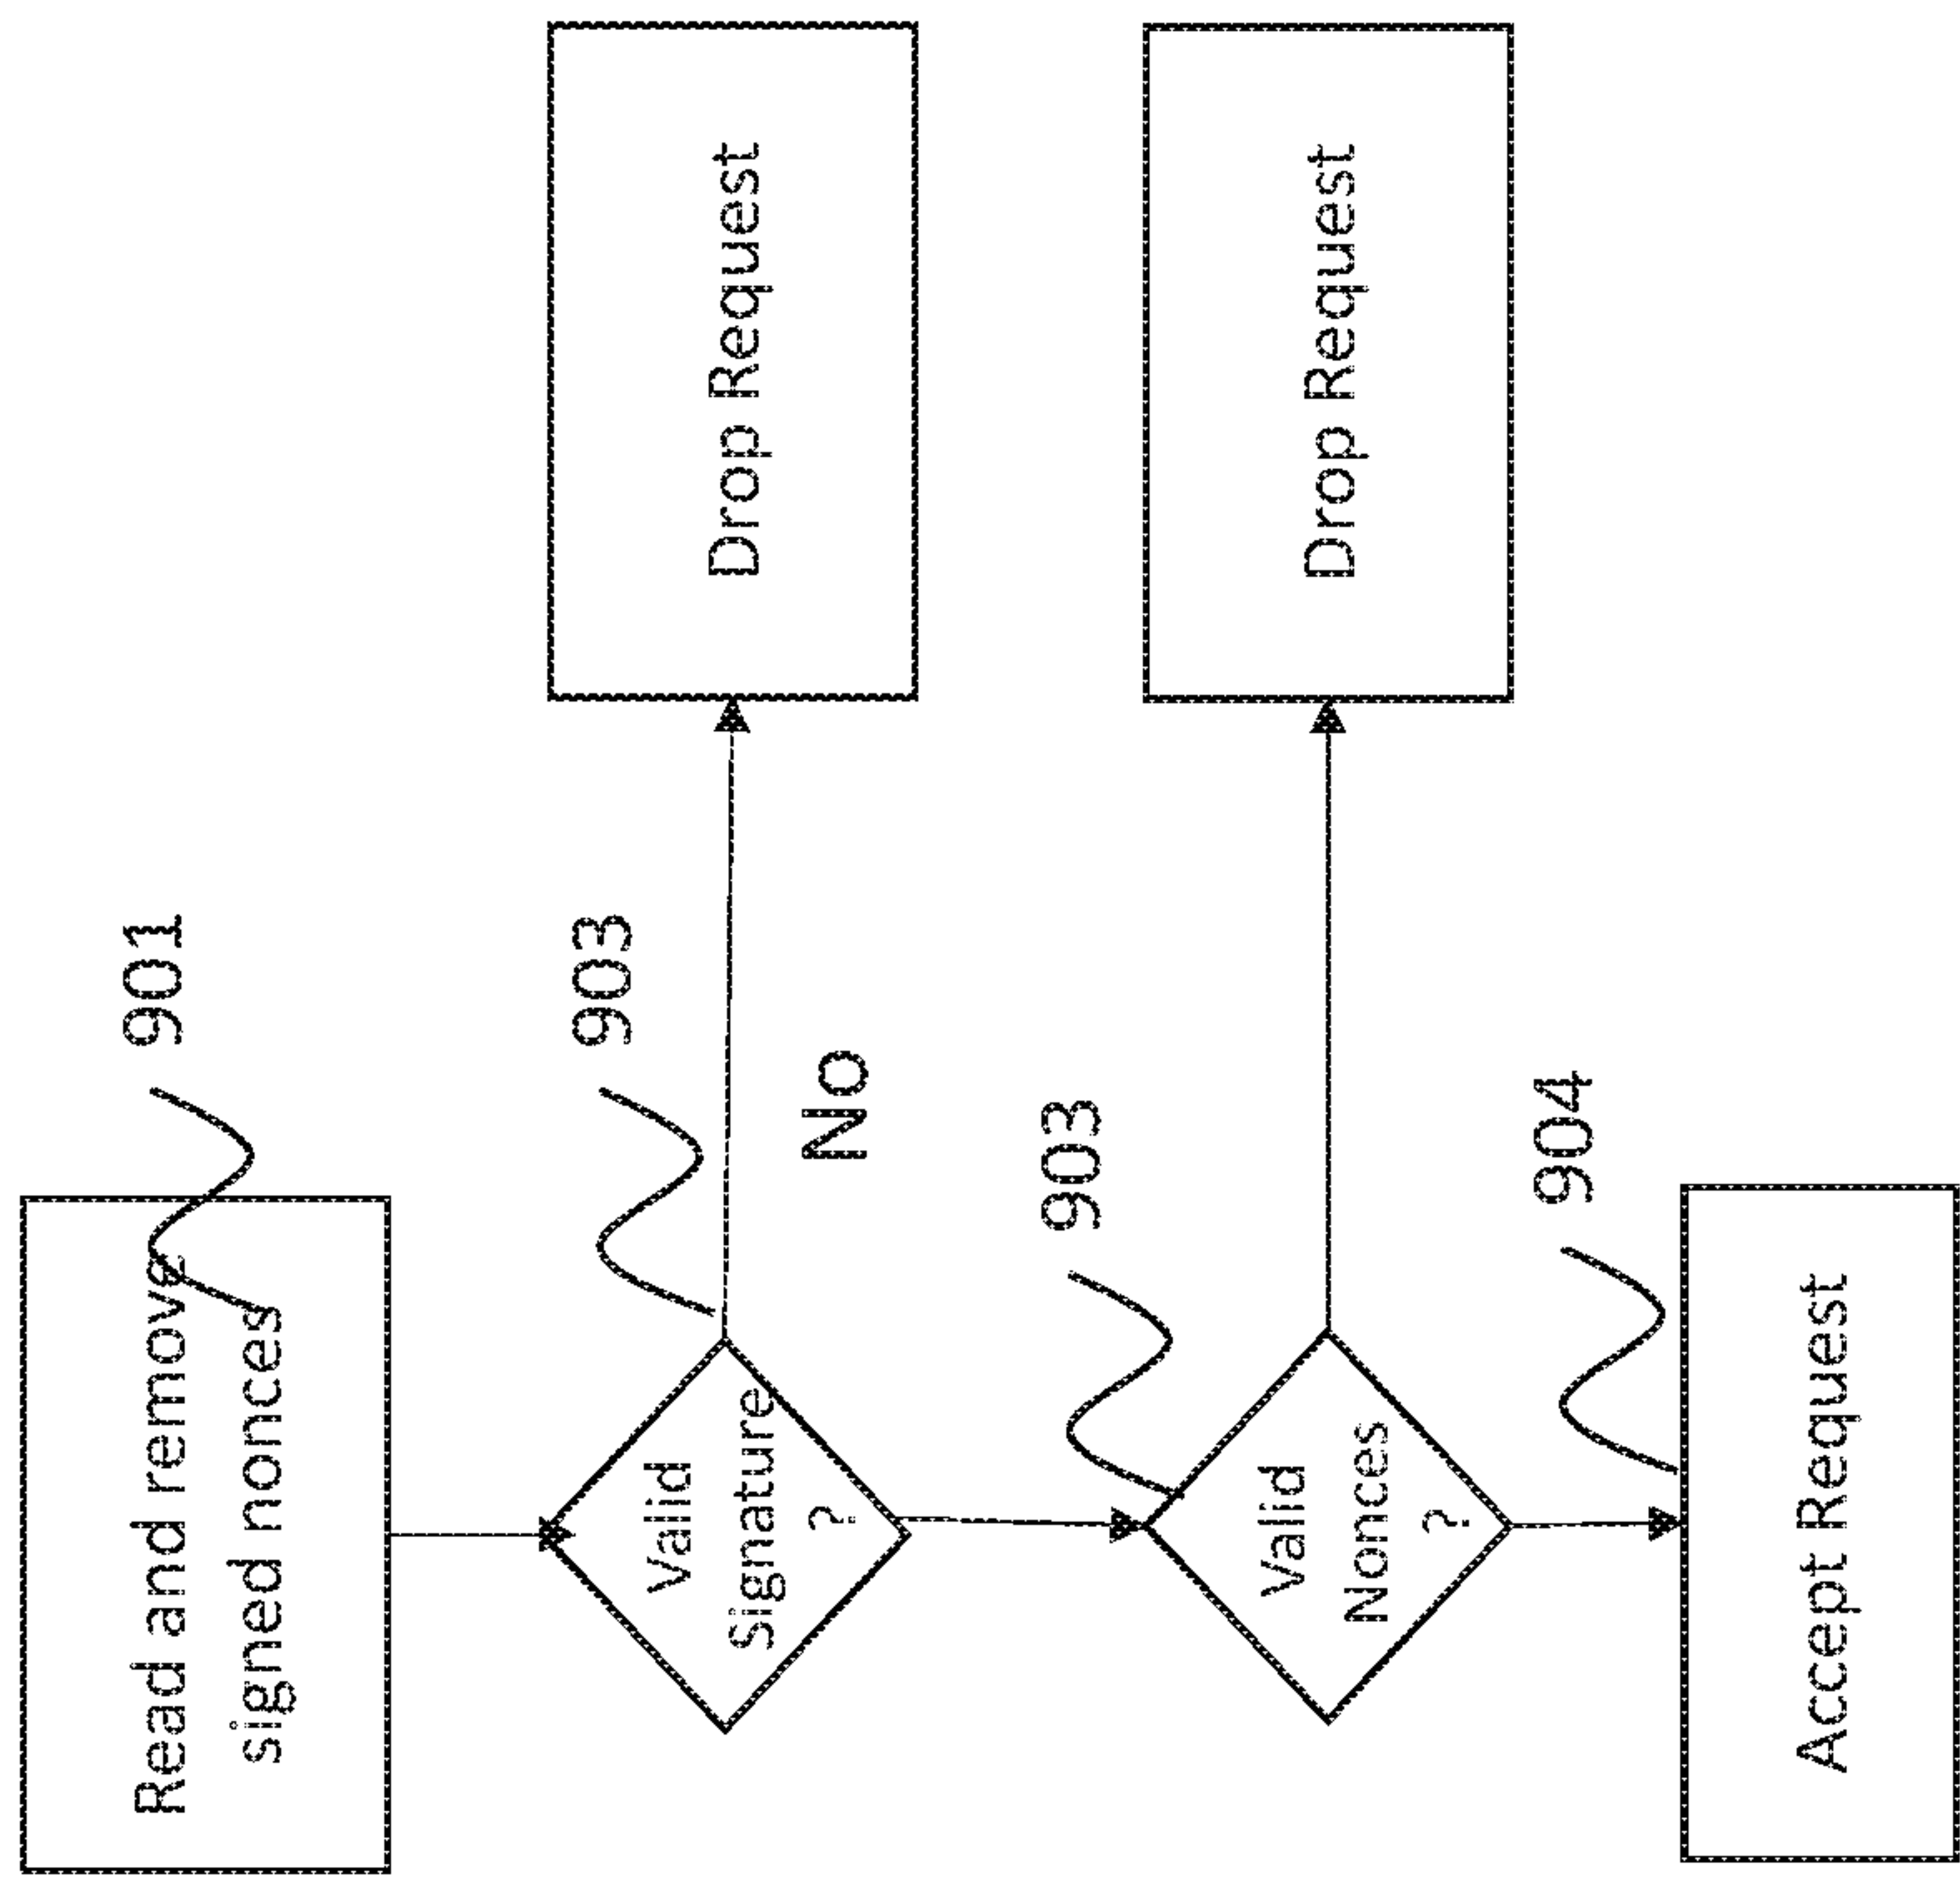 901
Read and remove
signed nonces
903
Valid
Signature
?
No
Drop Request
903
Valid
Nonces
?
Drop Request
904
Accept Request